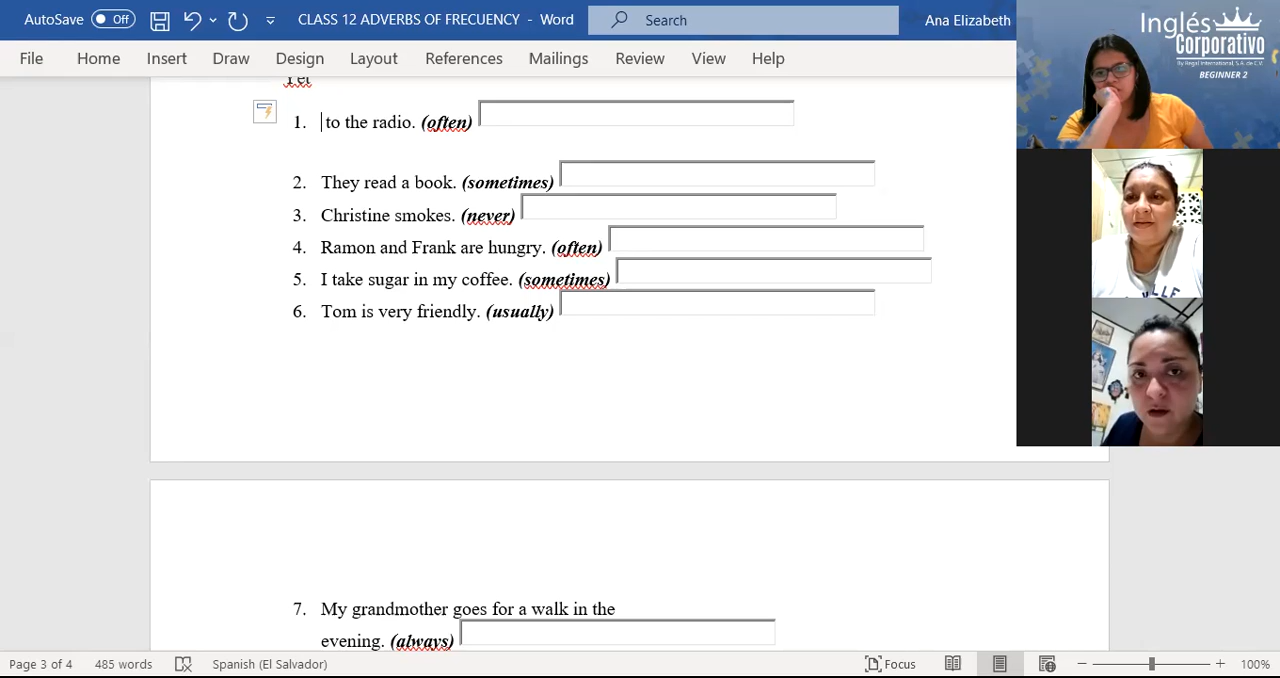 AutoSave Off CLASS 12 ADVERBS OF FRECUENCY - Word Search Ana Elizabeth
File Home Insert Draw Design Layout References Mailings Review View Help
Inglés
Corporativo
By Regal International, S.A. de C.V.
BEGINNER 2
1. to the radio. (often)
2. They read a book. (sometimes)
3. Christine smokes. (never)
4. Ramon and Frank are hungry. (often)
5. I take sugar in my coffee. (sometimes)
6. Tom is very friendly. (usually)
7. My grandmother goes for a walk in the
evening. (always)
Page 3 of 4 485 words Spanish (El Salvador) Focus 100%